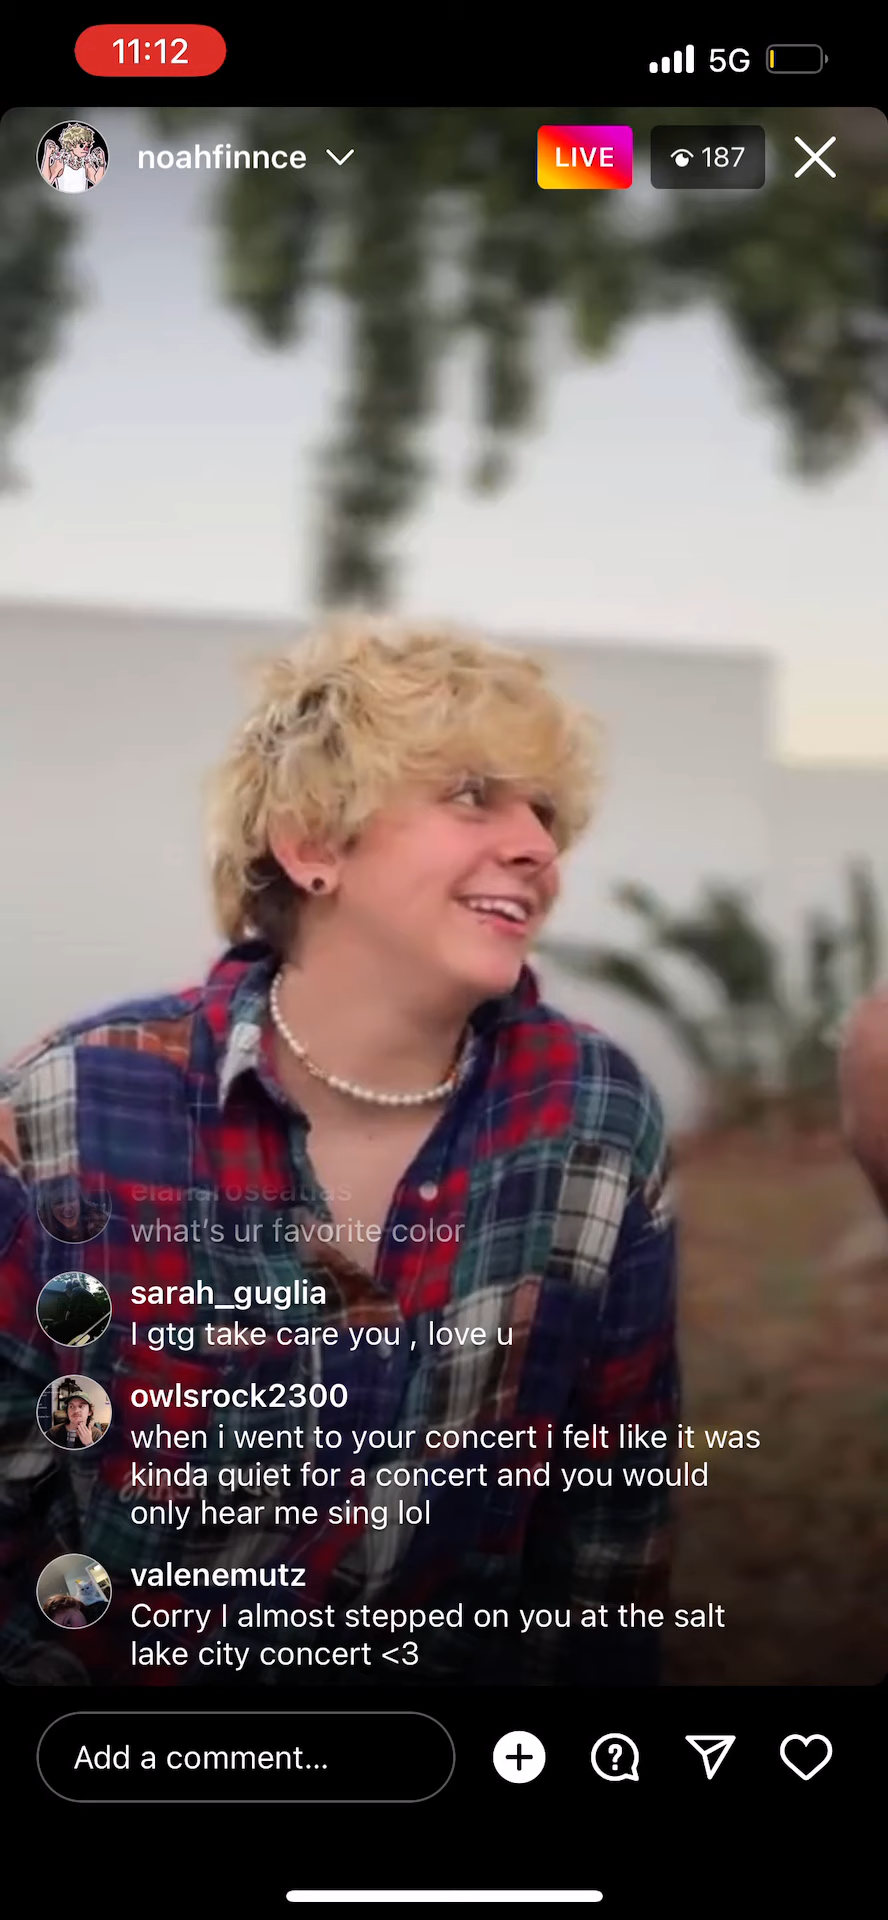 11:12
5G
noahfinnce
LIVE
187
elanaroseatlas
what's ur favorite color
sarah_guglia
I gtg take care you , love u
owlsrock2300
when i went to your concert i felt like it was
kinda quiet for a concert and you would
only hear me sing lol
valenemutz
Corry I almost stepped on you at the salt
lake city concert <3
Add a comment...